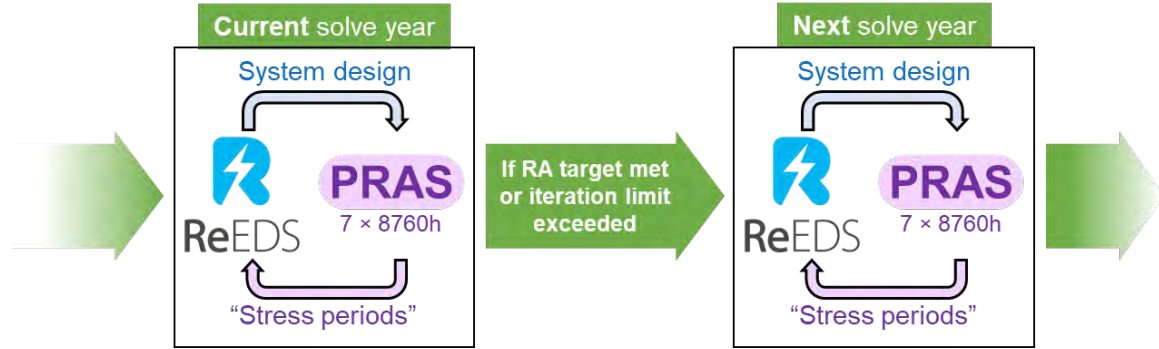 Current solve year
System design
PRAS
ReEDS
7 × 8760h
“Stress periods”
If RA target met
or iteration limit
exceeded
Next solve year
System design
PRAS
ReEDS
7 × 8760h
“Stress periods”